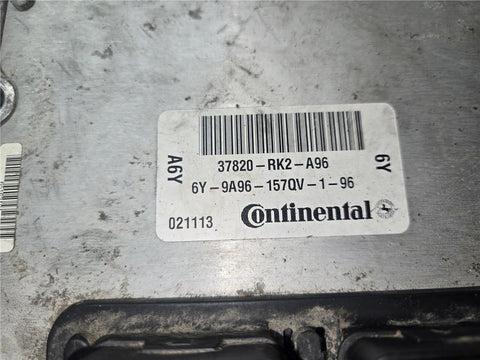 A6Y
37820-RK2-A96
6Y
6Y-9A96-157QV-1-96
021113 Continental